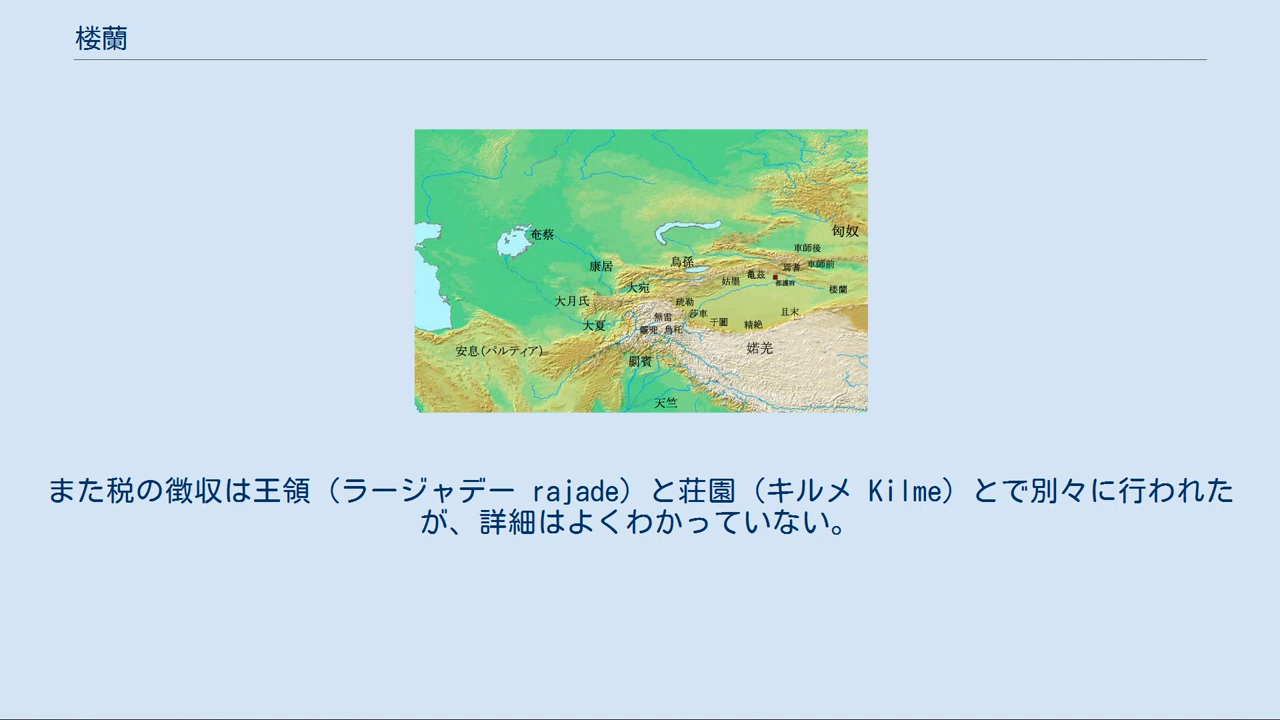 楼蘭
匈奴
奄蔡
車師後
康居
烏孫
車師前
焉耆
亀茲
姑墨
都護府
大宛
楼蘭
大月氏
疏勒
莎車
且末
無雷
于闐
精絶
大夏
烏秅
安息(パルティア)
婼羌
罽賓
天竺
また税の徴収は王領（ラージャデー rajade）と荘園（キルメ Kilme）とで別々に行われた
が、詳細はよくわかっていない。